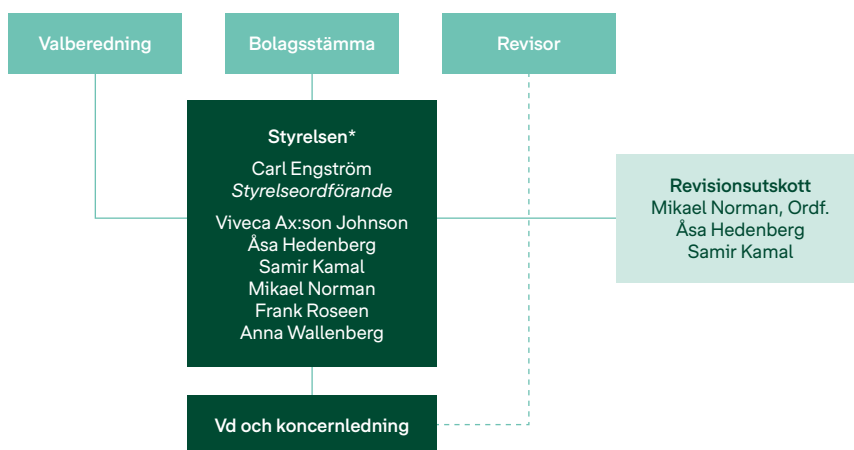 Valberedning
Bolagsstämma
Revisor
Styrelsen*
Carl Engström
Styrelseordförande
Viveca Ax:son Johnson
Åsa Hedenberg
Samir Kamal
Mikael Norman
Frank Roseen
Anna Wallenberg
Revisionsutskott
Mikael Norman, Ordf.
Åsa Hedenberg
Samir Kamal
Vd och koncernledning